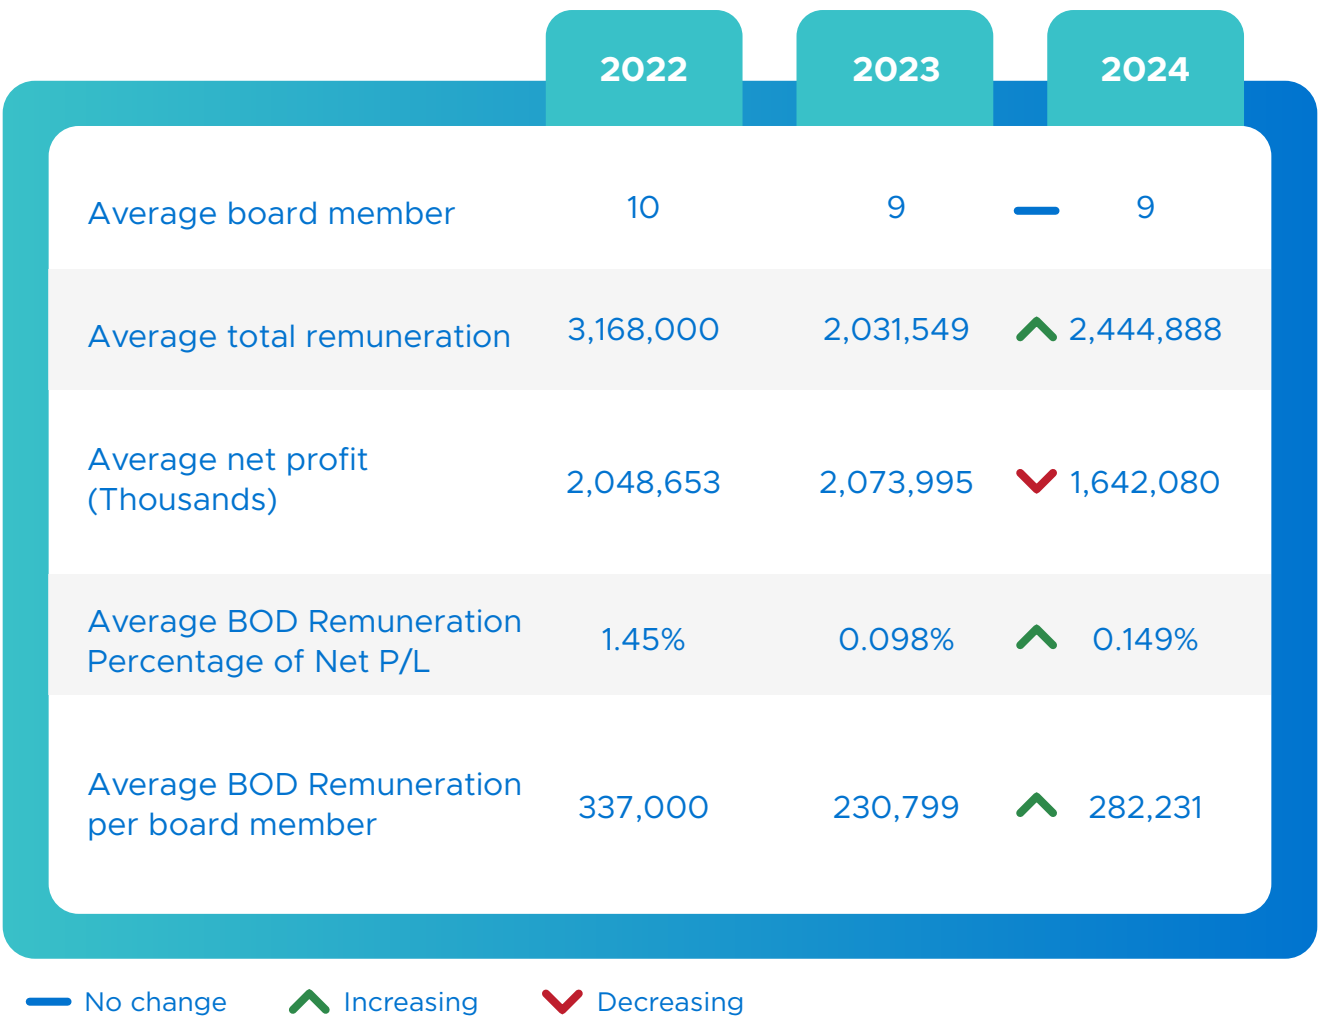 2022 2023 2024
Average board member 10 9 9
Average total remuneration 3,168,000 2,031,549 2,444,888
Average net profit
(Thousands) 2,048,653 2,073,995 1,642,080
Average BOD Remuneration
Percentage of Net P/L 1.45% 0.098% 0.149%
Average BOD Remuneration
per board member 337,000 230,799 282,231
No change Increasing Decreasing